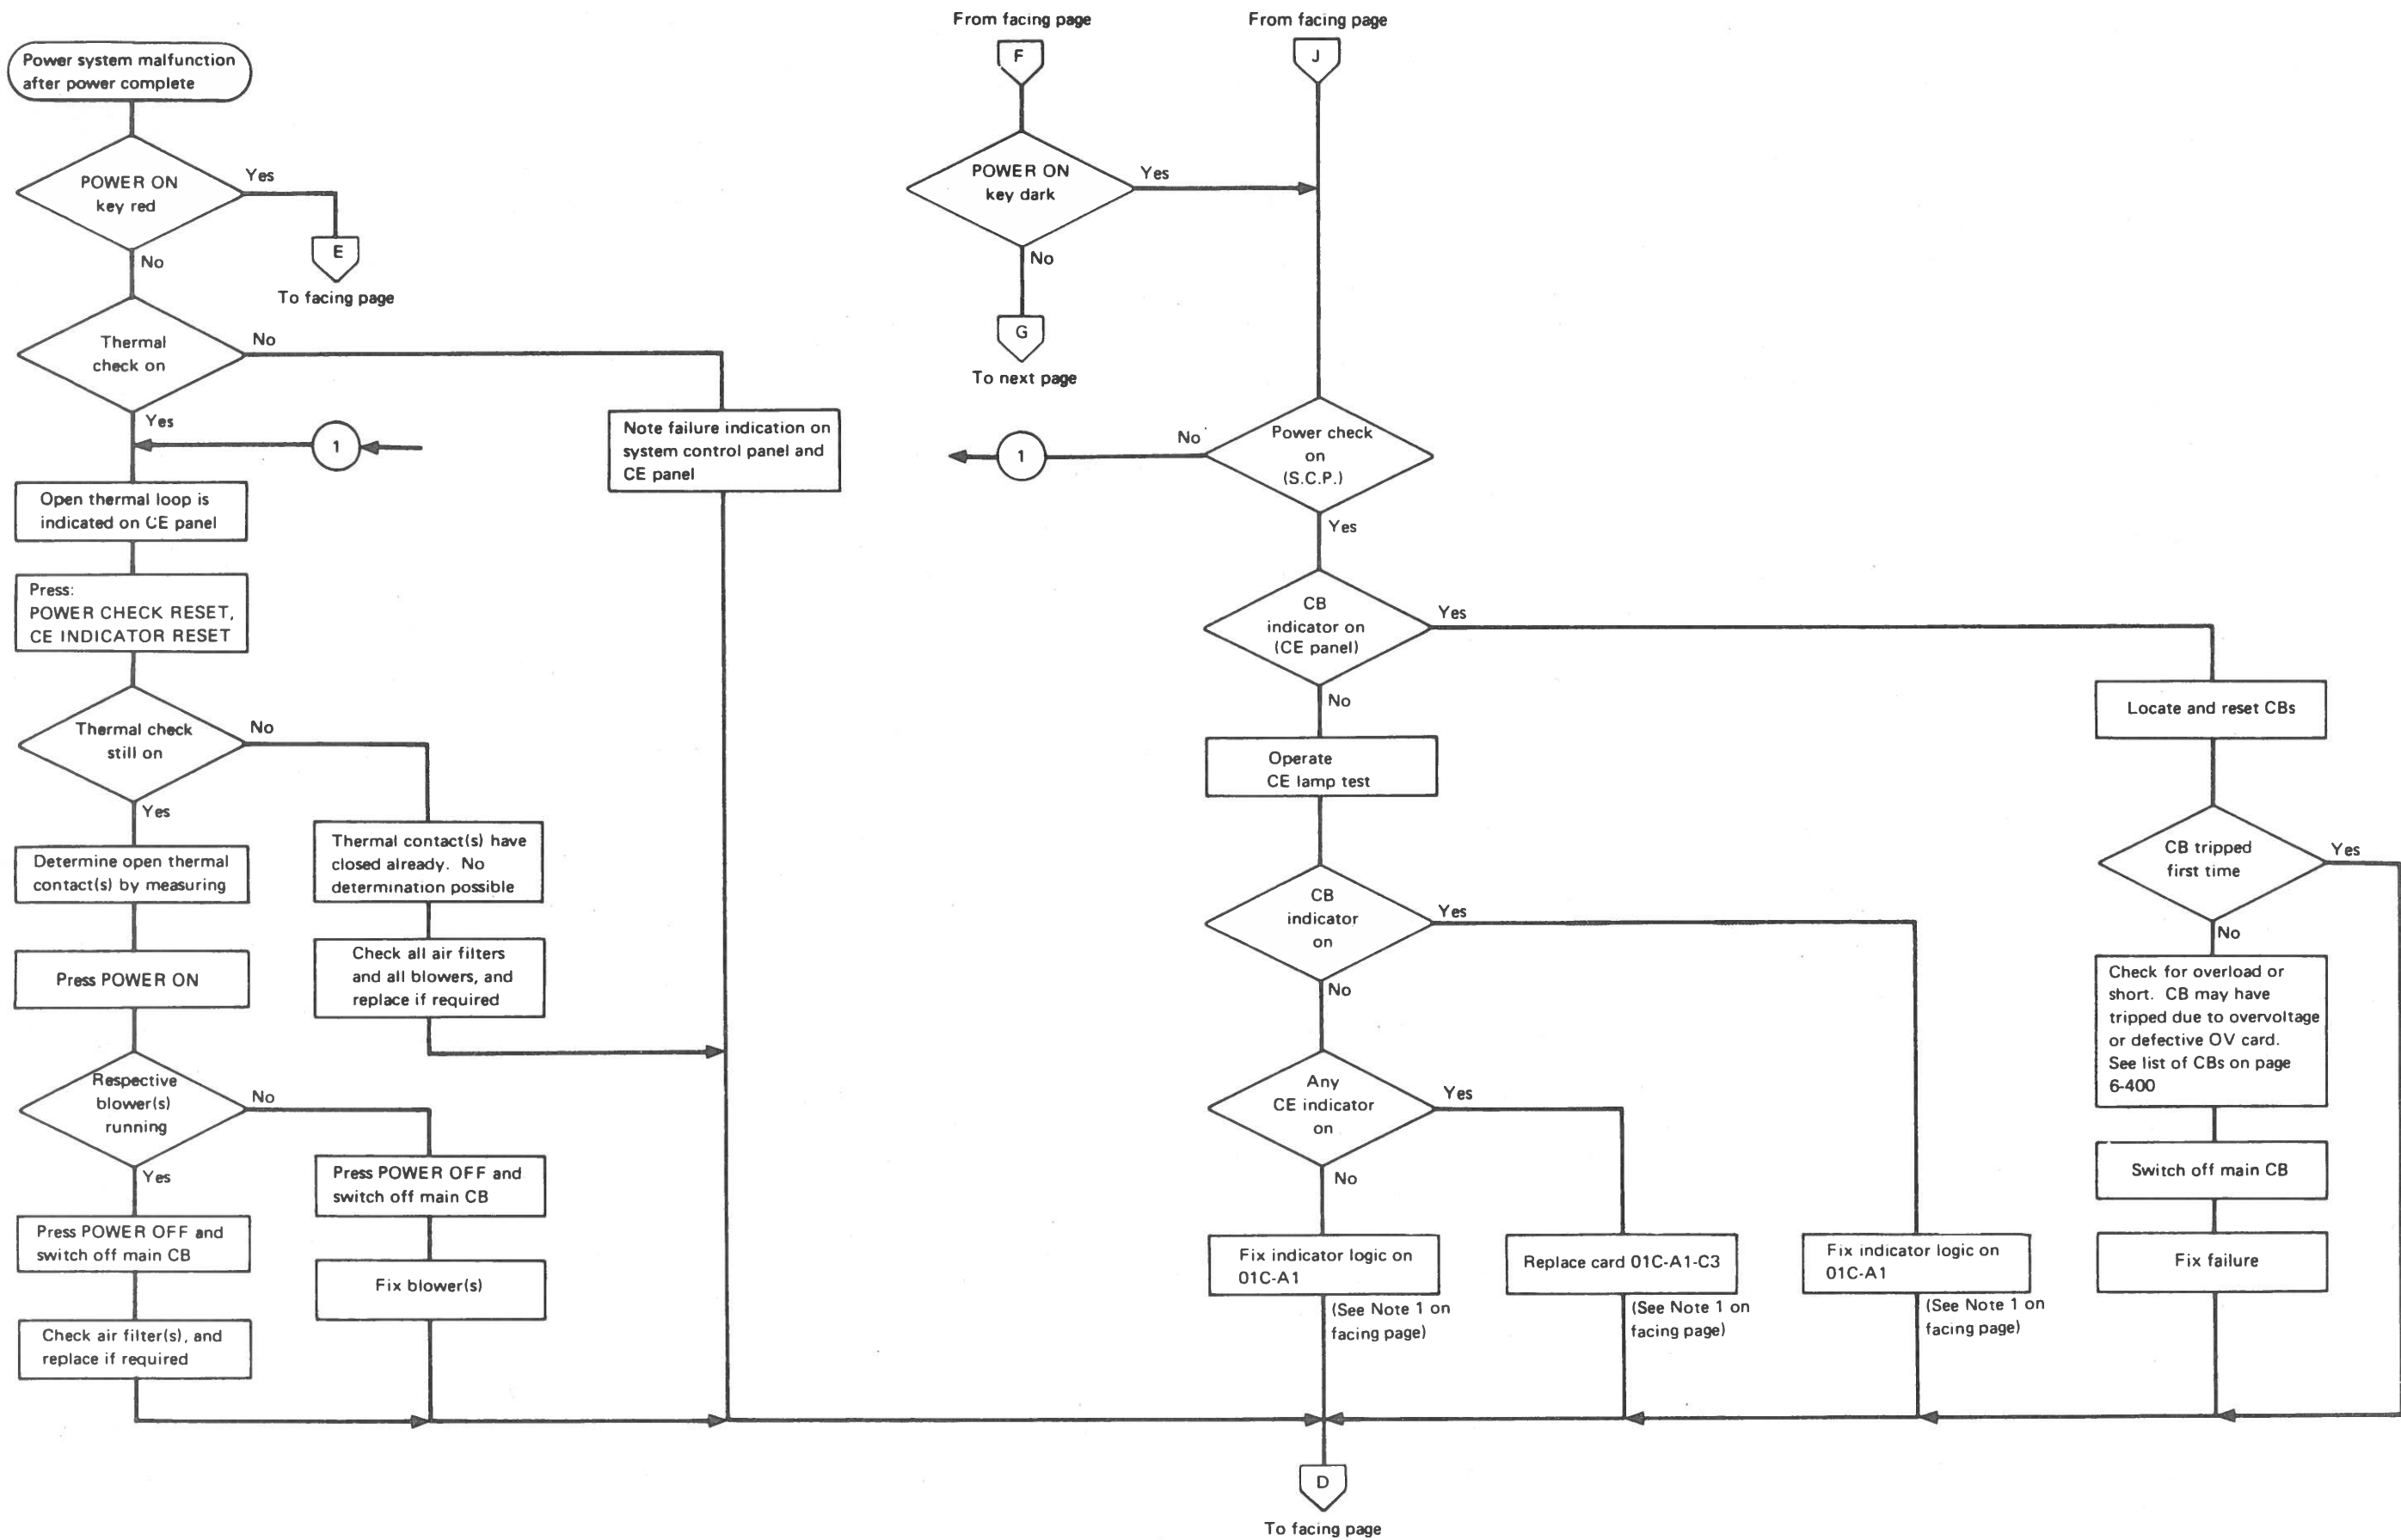 Power system malfunction
after power complete
POWER ON
key red
Yes
E
To facing page
No
Thermal
check on
No
Note failure indication on
system control panel and
CE panel
Yes
1
Open thermal loop is
indicated on CE panel
Press:
POWER CHECK RESET,
CE INDICATOR RESET
Thermal check
still on
No
Thermal contact(s) have
closed already. No
determination possible
Check all air filters
and all blowers, and
replace if required
Yes
Determine open thermal
contact(s) by measuring
Press POWER ON
Respective
blower(s)
running
No
Press POWER OFF and
switch off main CB
Fix blower(s)
Yes
Press POWER OFF and
switch off main CB
Check air filter(s), and
replace if required
From facing page
F
POWER ON
key dark
Yes
No
G
To next page
From facing page
J
Power check
on
(S.C.P.)
No
1
Yes
CB
indicator on
(CE panel)
Yes
Locate and reset CBs
CB tripped
first time
Yes
No
Check for overload or
short. CB may have
tripped due to overvoltage
or defective OV card.
See list of CBs on page
6-400
Switch off main CB
Fix failure
No
Operate
CE lamp test
CB
indicator
on
Yes
Fix indicator logic on
01C-A1
(See Note 1 on
facing page)
No
Any
CE indicator
on
Yes
Replace card 01C-A1-C3
(See Note 1 on
facing page)
No
Fix indicator logic on
01C-A1
(See Note 1 on
facing page)
D
To facing page